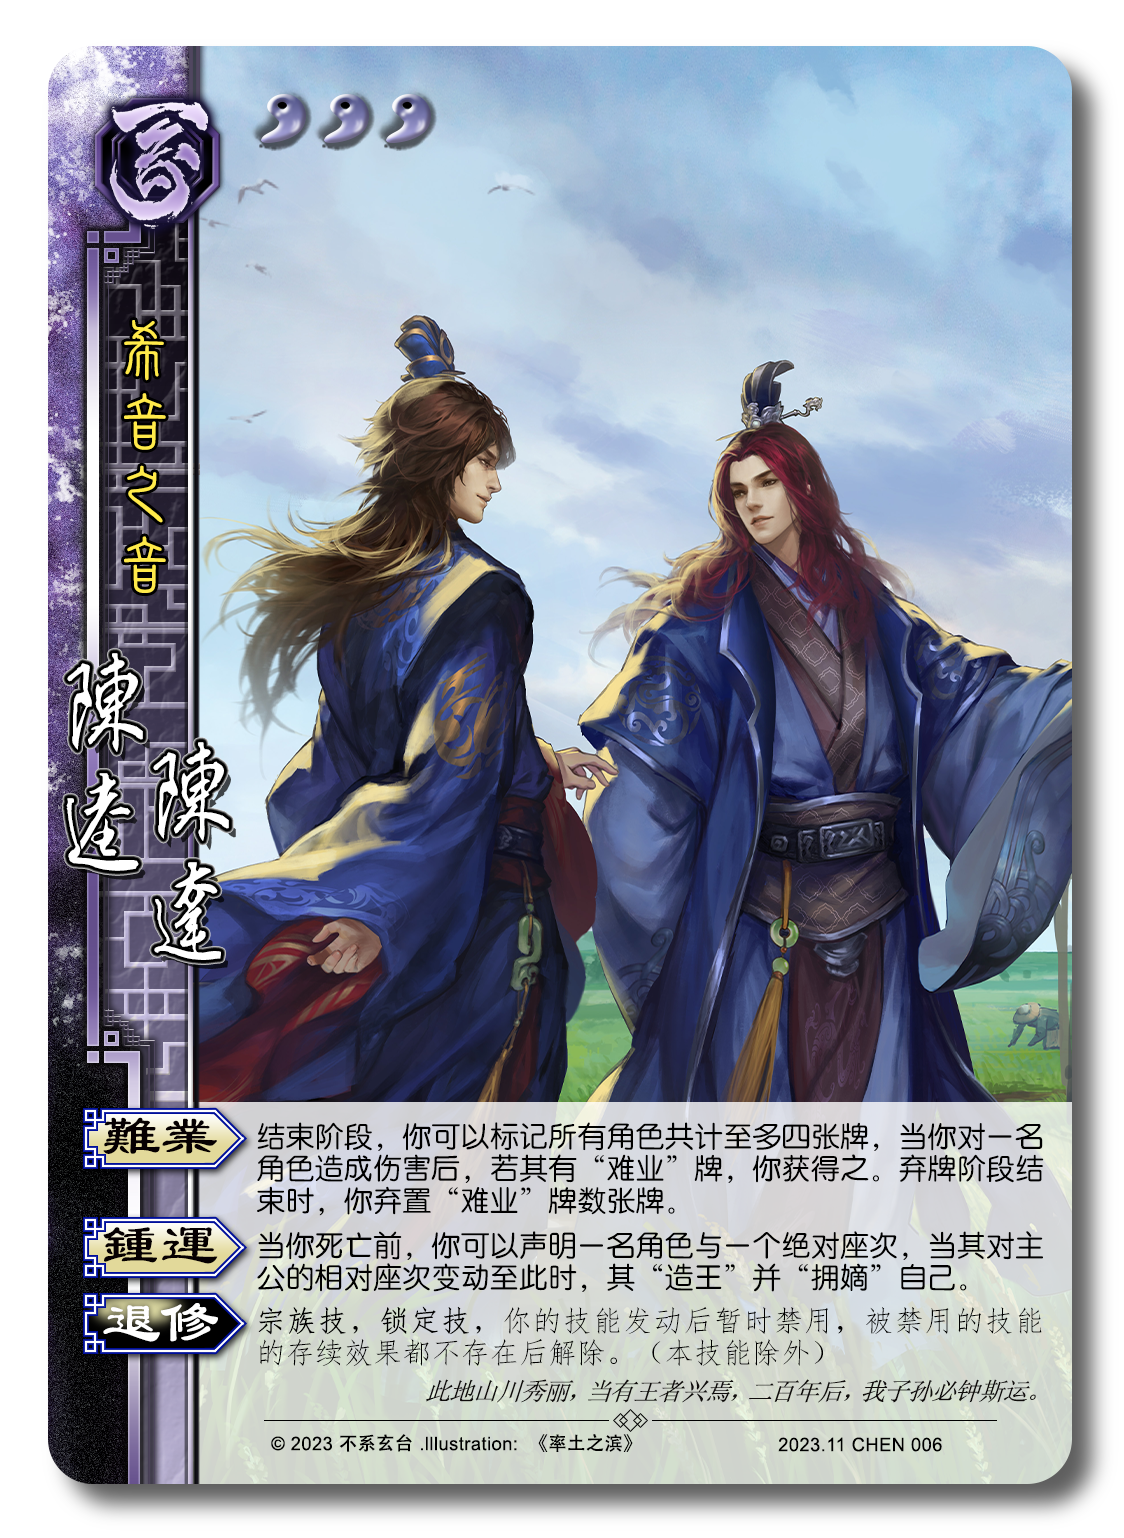 希音之音
陳逵
陳達
難業
结束阶段，你可以标记所有角色共计至多四张牌，当你对一名
角色造成伤害后，若其有“难业”牌，你获得之。弃牌阶段结
束时，你弃置“难业”牌数张牌。
鍾運
当你死亡前，你可以声明一名角色与一个绝对座次，当其对主
公的相对座次变动至此时，其“造王”并“拥嫡”自己。
退修
宗族技，锁定技，你的技能发动后暂时禁用，被禁用的技能
的存续效果都不存在后解除。（本技能除外）
此地山川秀丽，当有王者兴焉，二百年后，我子孙必钟斯运。
© 2023 不系玄台 .Illustration: 《率土之滨》
2023.11 CHEN 006